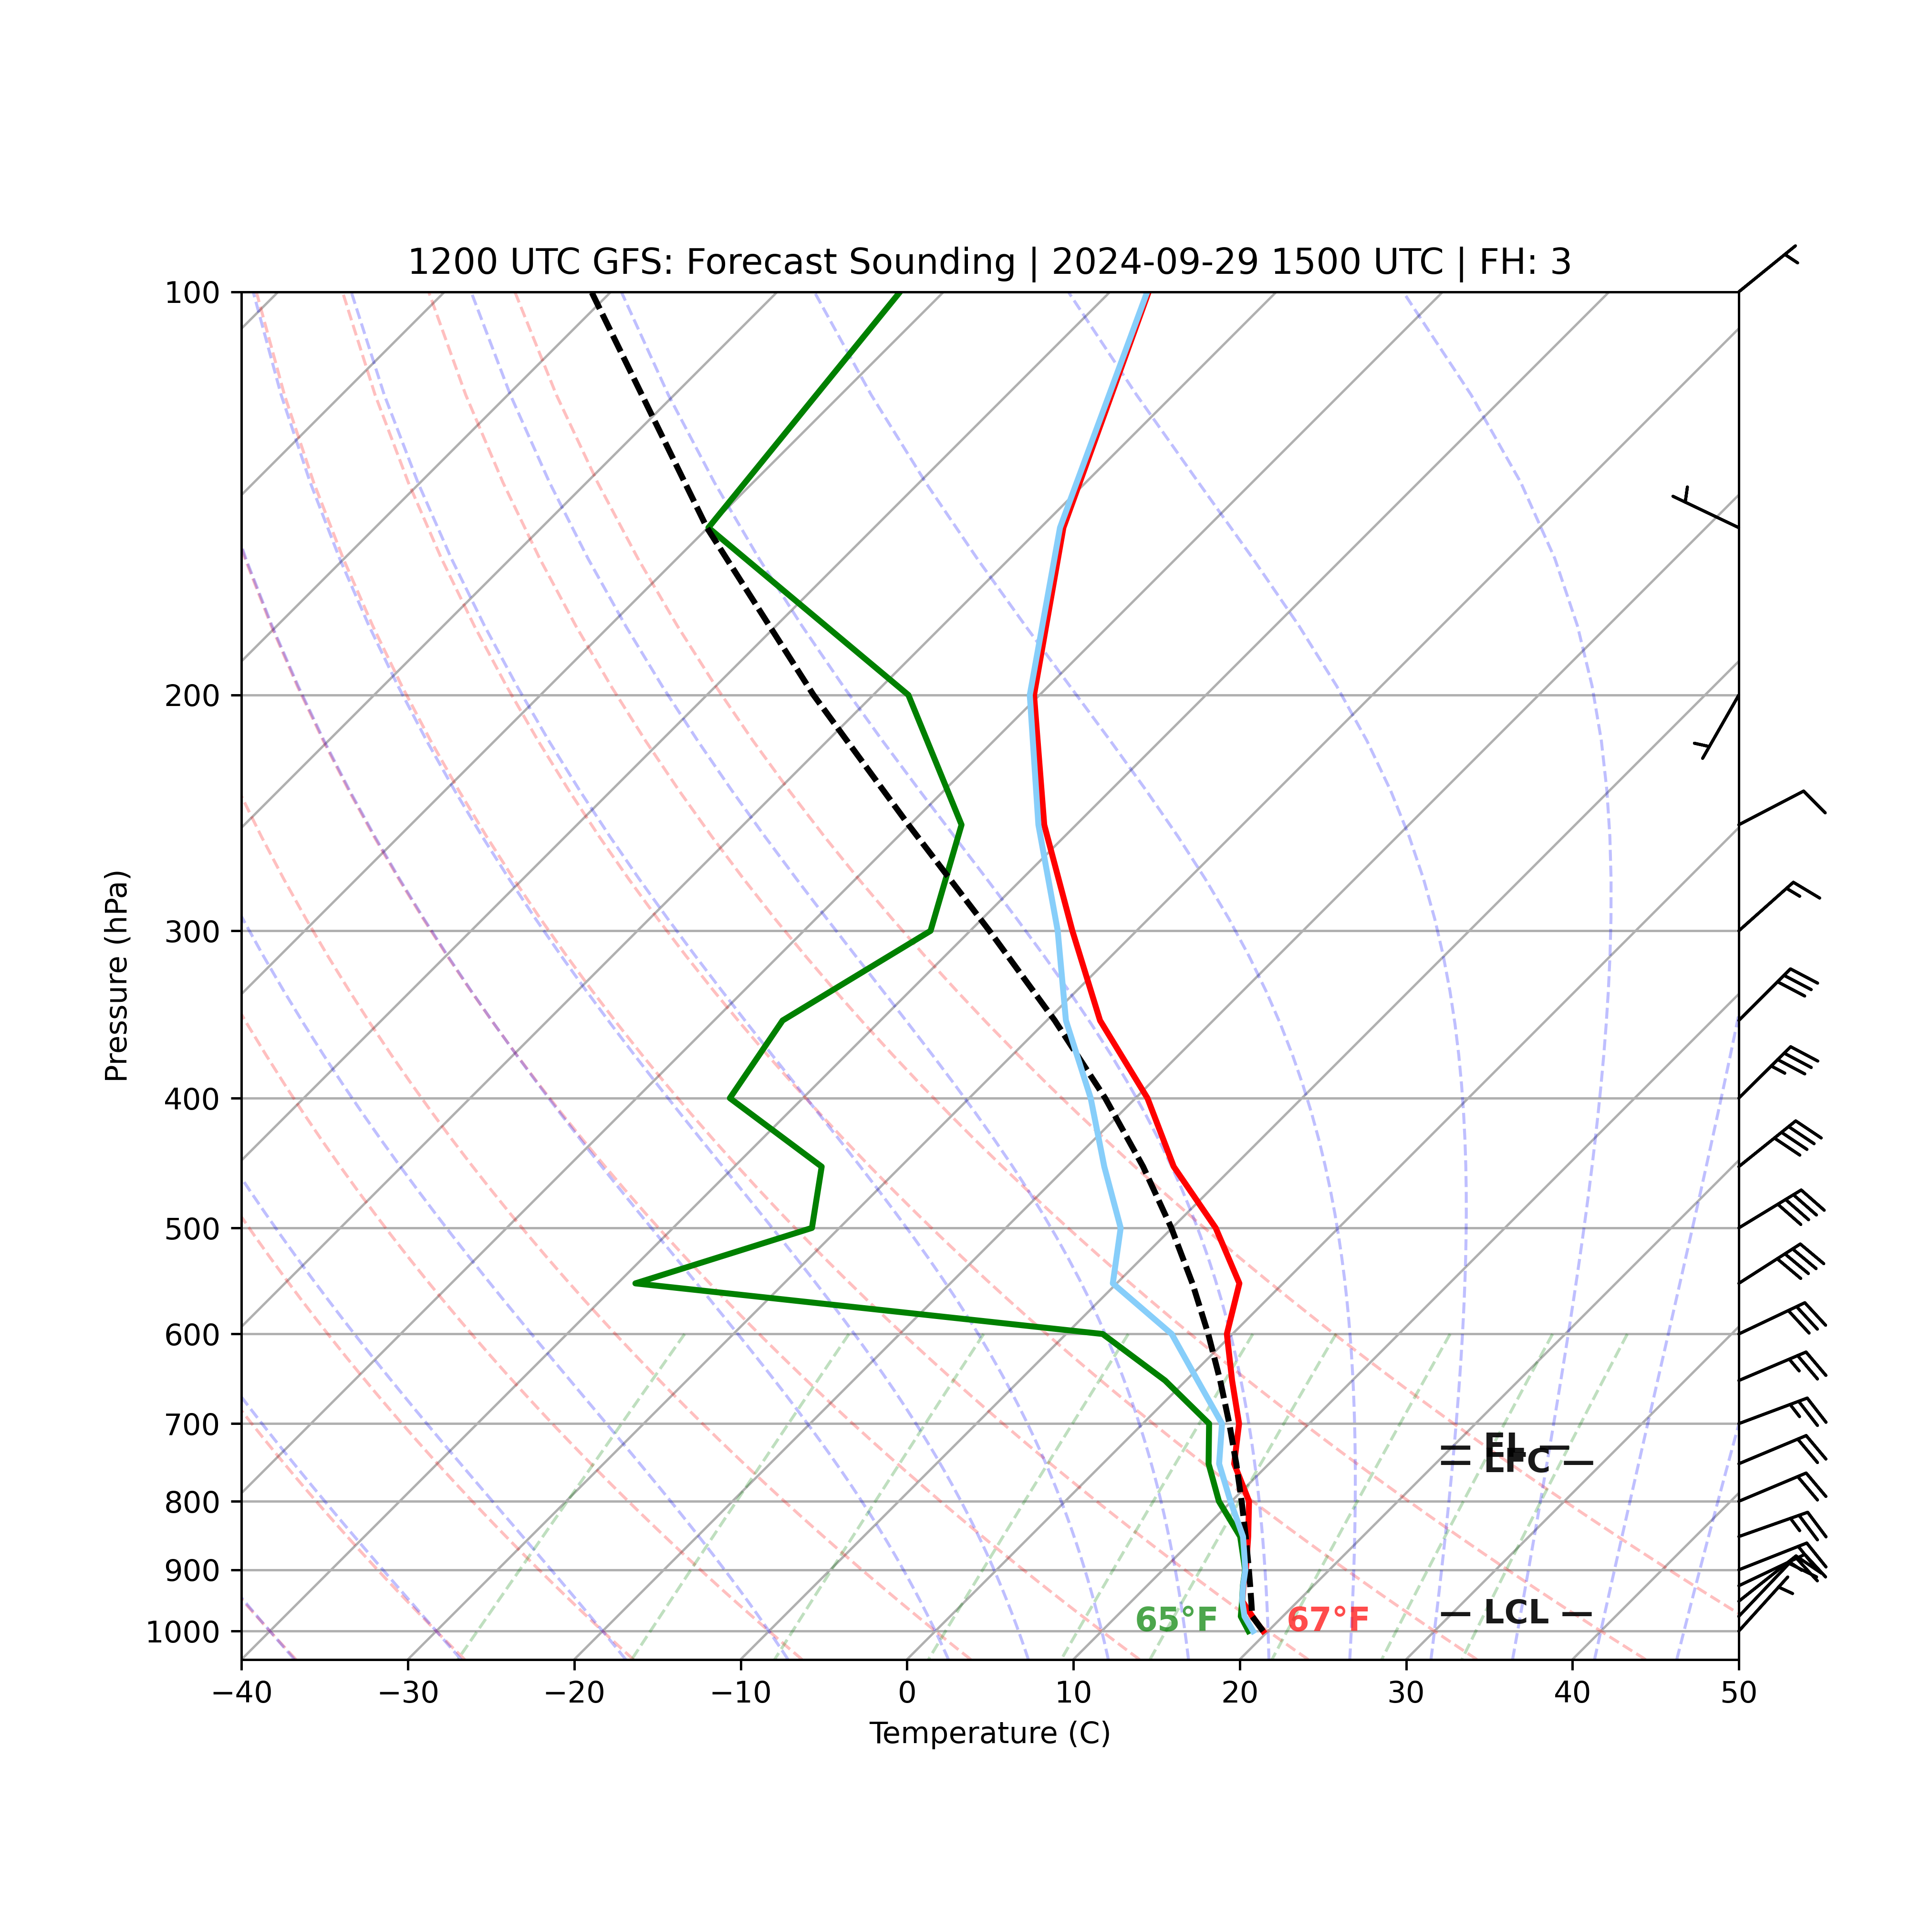 1200 UTC GFS: Forecast Sounding | 2024-09-29 1500 UTC | FH: 3
100
200
300
400
500
600
700
800
900
1000
Pressure (hPa)
— EL —
— LFC —
— LCL —
65°F
67°F
−40 −30 −20 −10 0 10 20 30 40 50
Temperature (C)